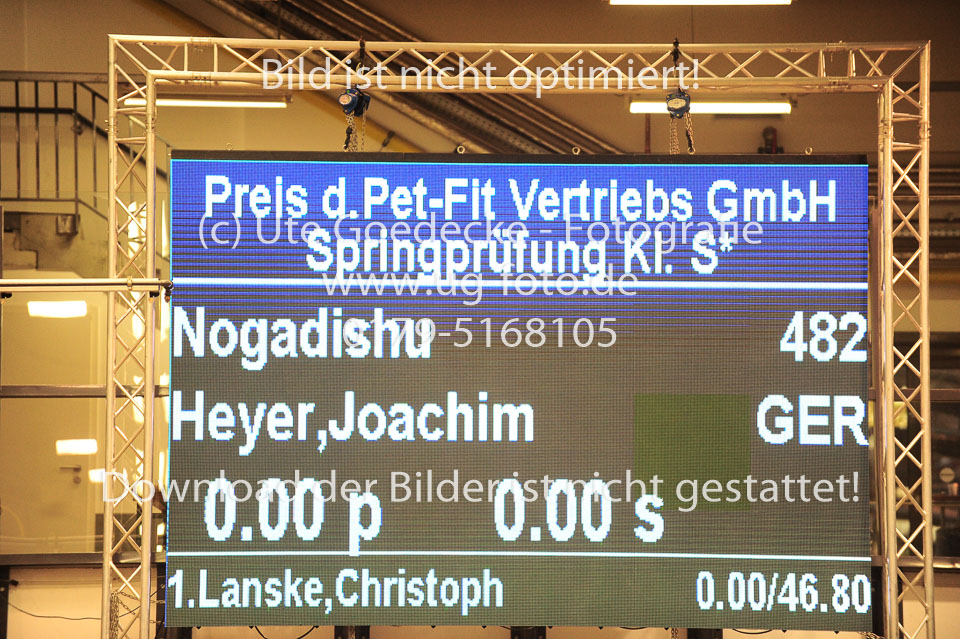 Bild ist nicht optimiert!
Preis d.Pet-Fit Vertriebs GmbH
(c) Ute Goedecke - Fotografie
Springprüfung Kl. S*
www.ug-foto.de
Nogadishu 482
0179-5168105
Heyer,Joachim GER
Download der Bilder ist nicht gestattet!
0.00 p 0.00 s
1.Lanske,Christoph 0.00/46.80